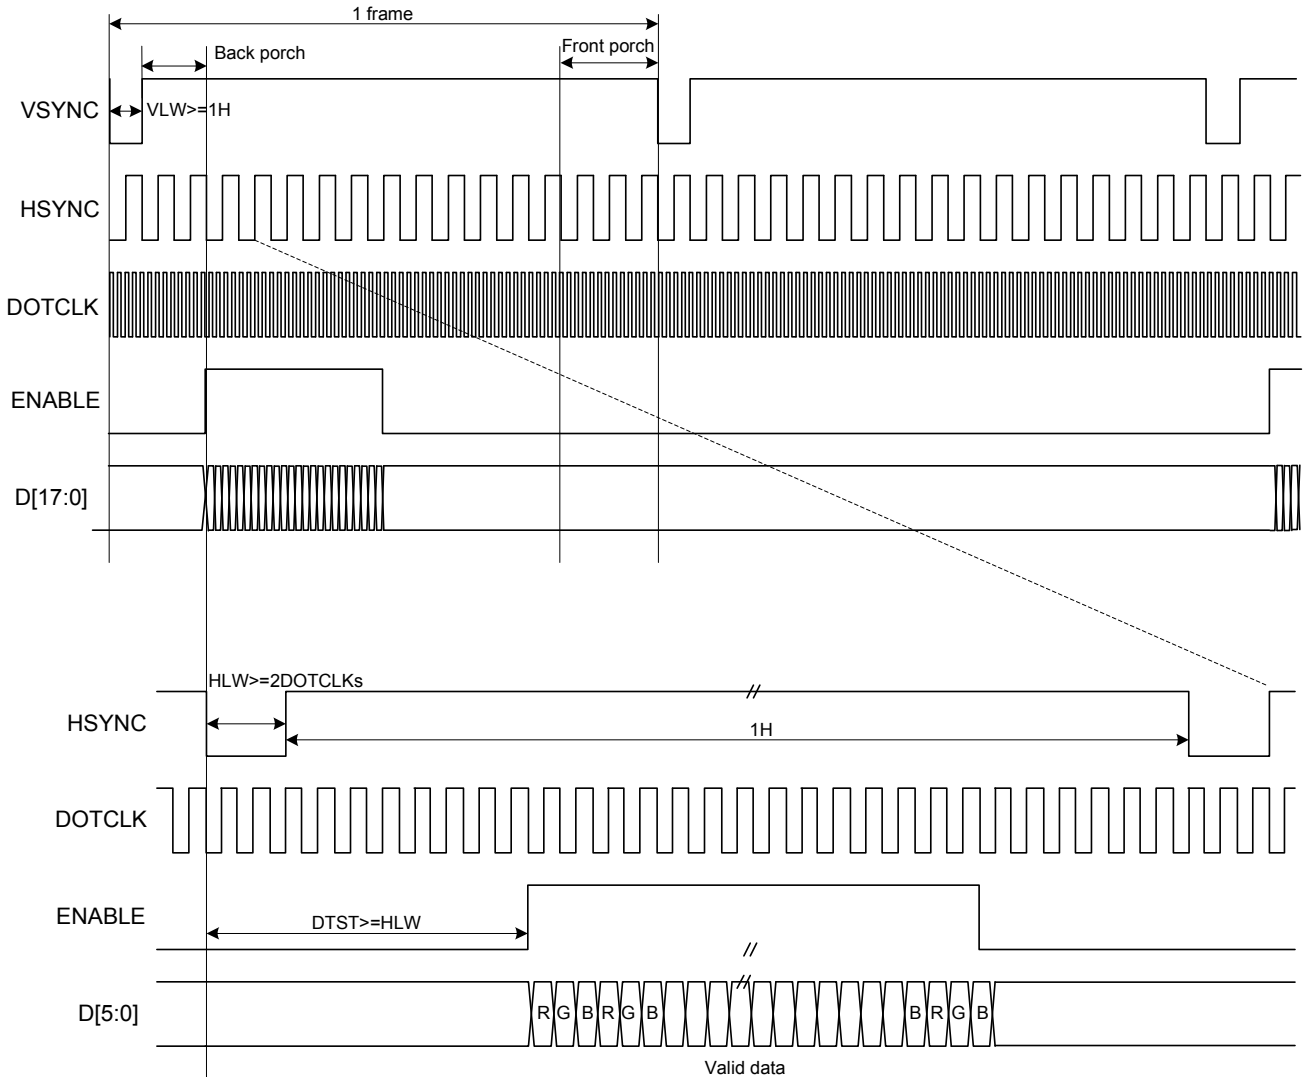 1 frame
Back porch
Front porch
VSYNC
VLW>=1H
HSYNC
DOTCLK
ENABLE
D[17:0]
HLW>=2DOTCLKs
//
HSYNC
1H
DOTCLK
ENABLE
DTST>=HLW
//
//
D[5:0]
R G B R G B B R G B
Valid data